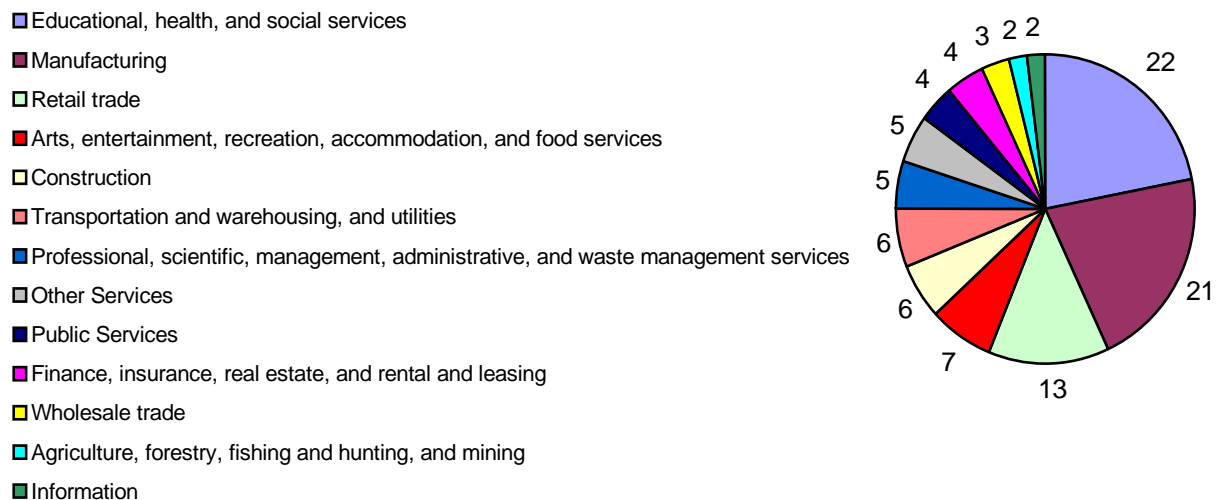 Educational, health, and social services
Manufacturing
Retail trade
Arts, entertainment, recreation, accommodation, and food services
Construction
Transportation and warehousing, and utilities
Professional, scientific, management, administrative, and waste management services
Other Services
Public Services
Finance, insurance, real estate, and rental and leasing
Wholesale trade
Agriculture, forestry, fishing and hunting, and mining
Information
22
21
13
7
6
6
5
5
4
4
3
2
2